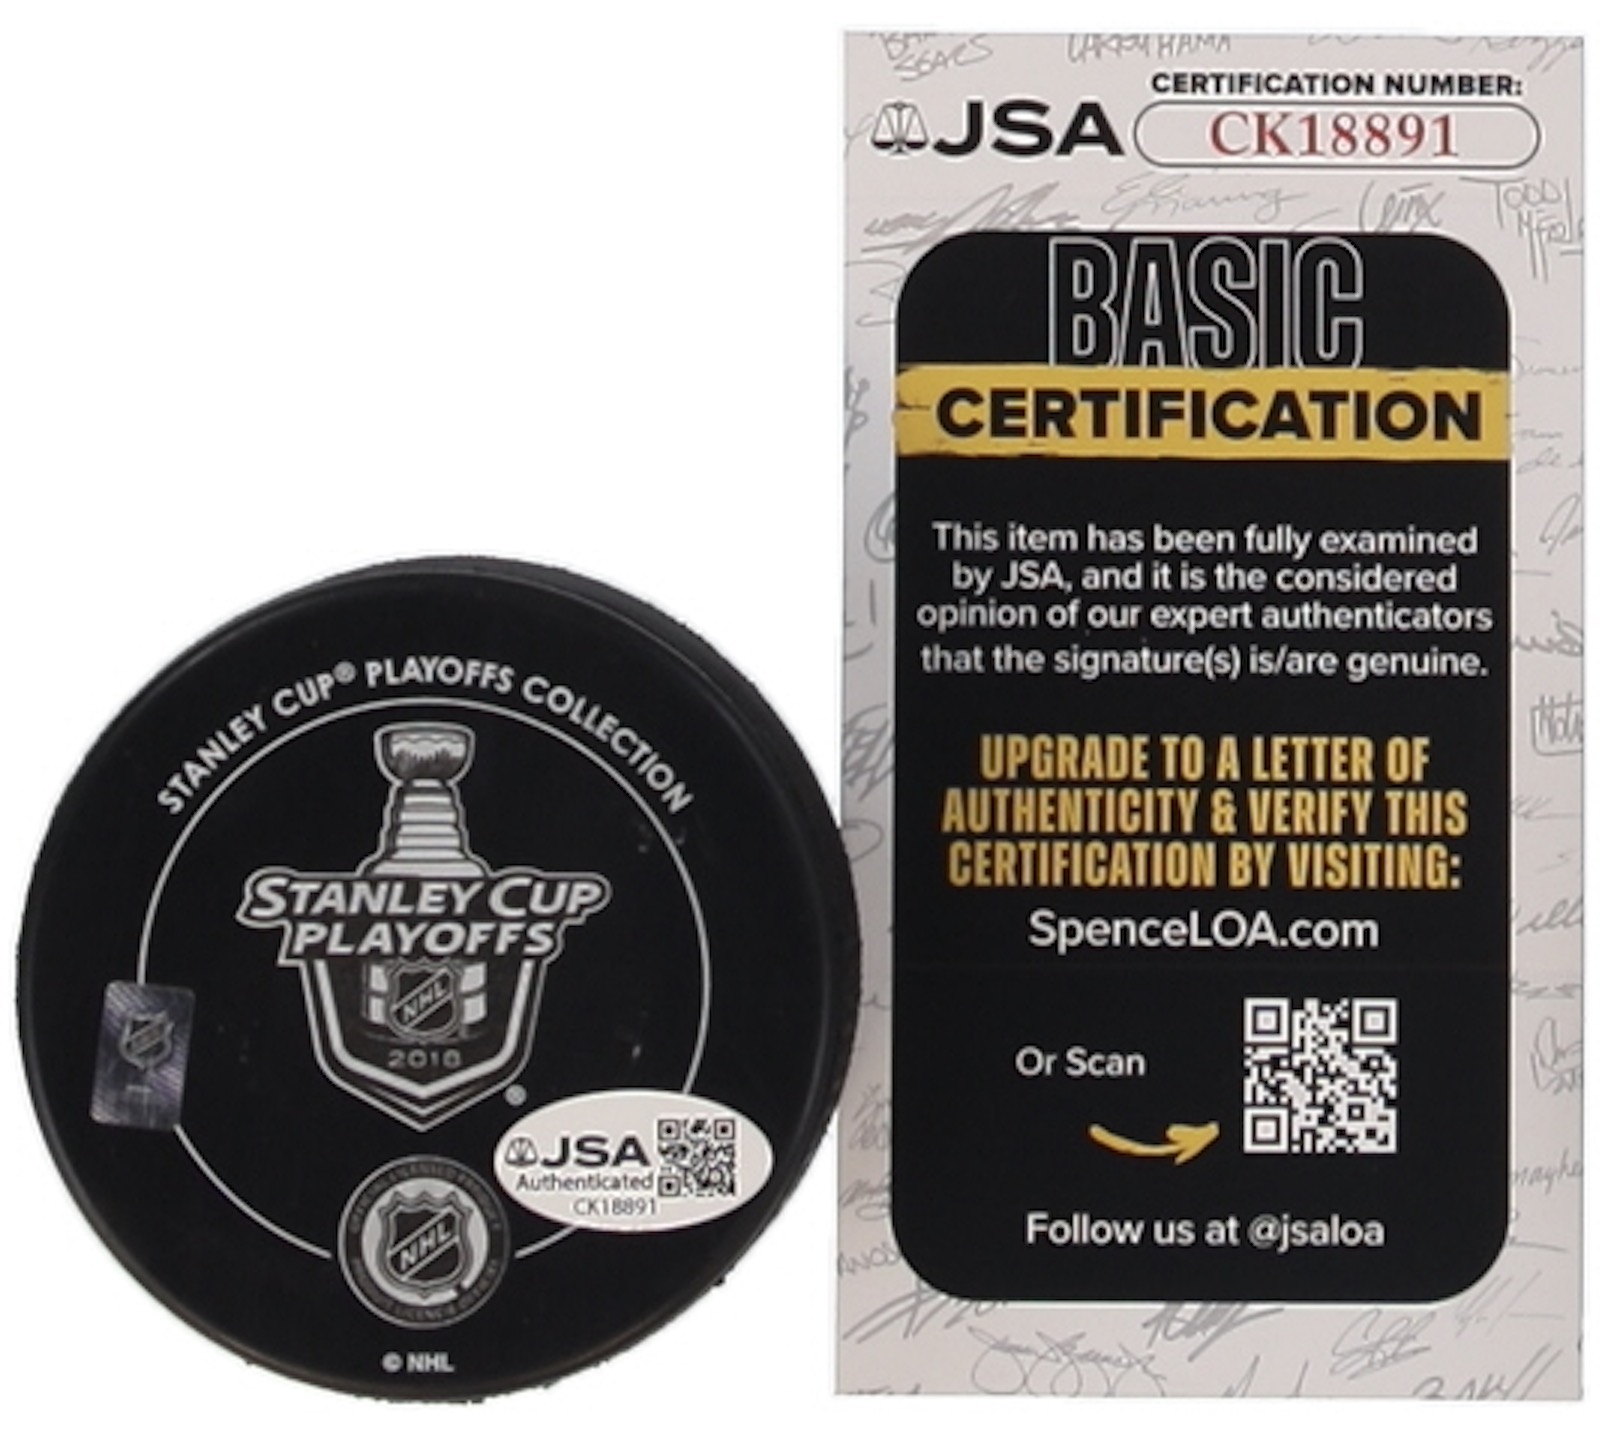 STANLEY CUP® PLAYOFFS COLLECTION
STANLEY CUP
PLAYOFFS
NHL
2018
®
JSA
Authenticated
CK18891
NHL
© NHL
CERTIFICATION NUMBER:
JSA
CK18891
BASIC
CERTIFICATION
This item has been fully examined
by JSA, and it is the considered
opinion of our expert authenticators
that the signature(s) is/are genuine.
UPGRADE TO A LETTER OF
AUTHENTICITY & VERIFY THIS
CERTIFICATION BY VISITING:
SpenceLOA.com
Or Scan
Follow us at @jsaloa